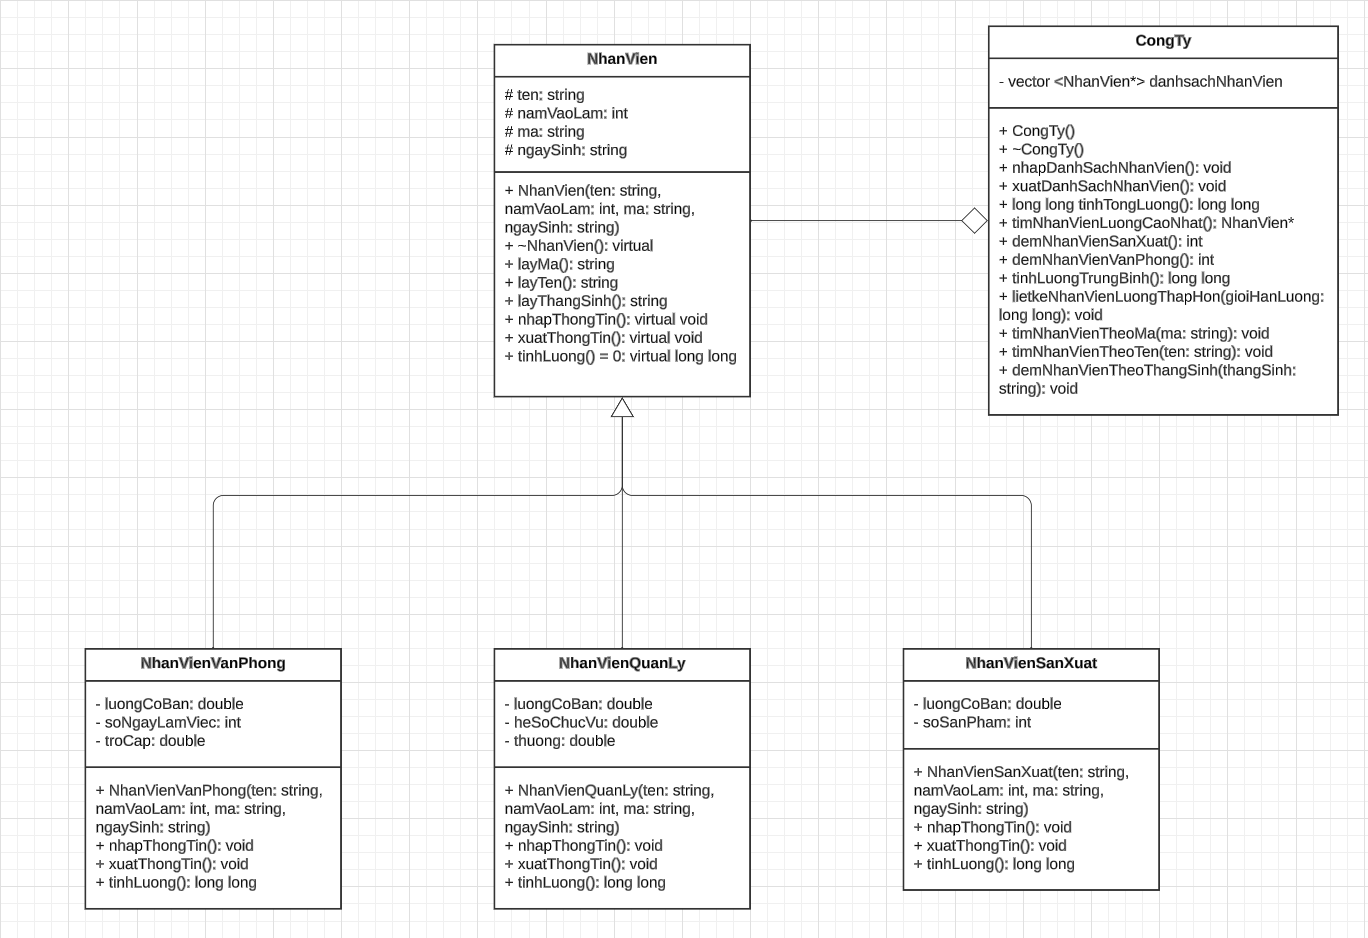 NhanVien
# ten: string
# namVaoLam: int
# ma: string
# ngaySinh: string
+ NhanVien(ten: string,
namVaoLam: int, ma: string,
ngaySinh: string)
+ ~NhanVien(): virtual
+ layMa(): string
+ layTen(): string
+ layThangSinh(): string
+ nhapThongTin(): virtual void
+ xuatThongTin(): virtual void
+ tinhLuong() = 0: virtual long long
CongTy
- vector <NhanVien*> danhsachNhanVien
+ CongTy()
+ ~CongTy()
+ nhapDanhSachNhanVien(): void
+ xuatDanhSachNhanVien(): void
+ long long tinhTongLuong(): long long
+ timNhanVienLuongCaoNhat(): NhanVien*
+ demNhanVienSanXuat(): int
+ demNhanVienVanPhong(): int
+ tinhLuongTrungBinh(): long long
+ lietkeNhanVienLuongThapHon(gioiHanLuong:
long long): void
+ timNhanVienTheoMa(ma: string): void
+ timNhanVienTheoTen(ten: string): void
+ demNhanVienTheoThangSinh(thangSinh:
string): void
NhanVienVanPhong
- luongCoBan: double
- soNgayLamViec: int
- troCap: double
+ NhanVienVanPhong(ten: string,
namVaoLam: int, ma: string,
ngaySinh: string)
+ nhapThongTin(): void
+ xuatThongTin(): void
+ tinhLuong(): long long
NhanVienQuanLy
- luongCoBan: double
- heSoChucVu: double
- thuong: double
+ NhanVienQuanLy(ten: string,
namVaoLam: int, ma: string,
ngaySinh: string)
+ nhapThongTin(): void
+ xuatThongTin(): void
+ tinhLuong(): long long
NhanVienSanXuat
- luongCoBan: double
- soSanPham: int
+ NhanVienSanXuat(ten: string,
namVaoLam: int, ma: string,
ngaySinh: string)
+ nhapThongTin(): void
+ xuatThongTin(): void
+ tinhLuong(): long long